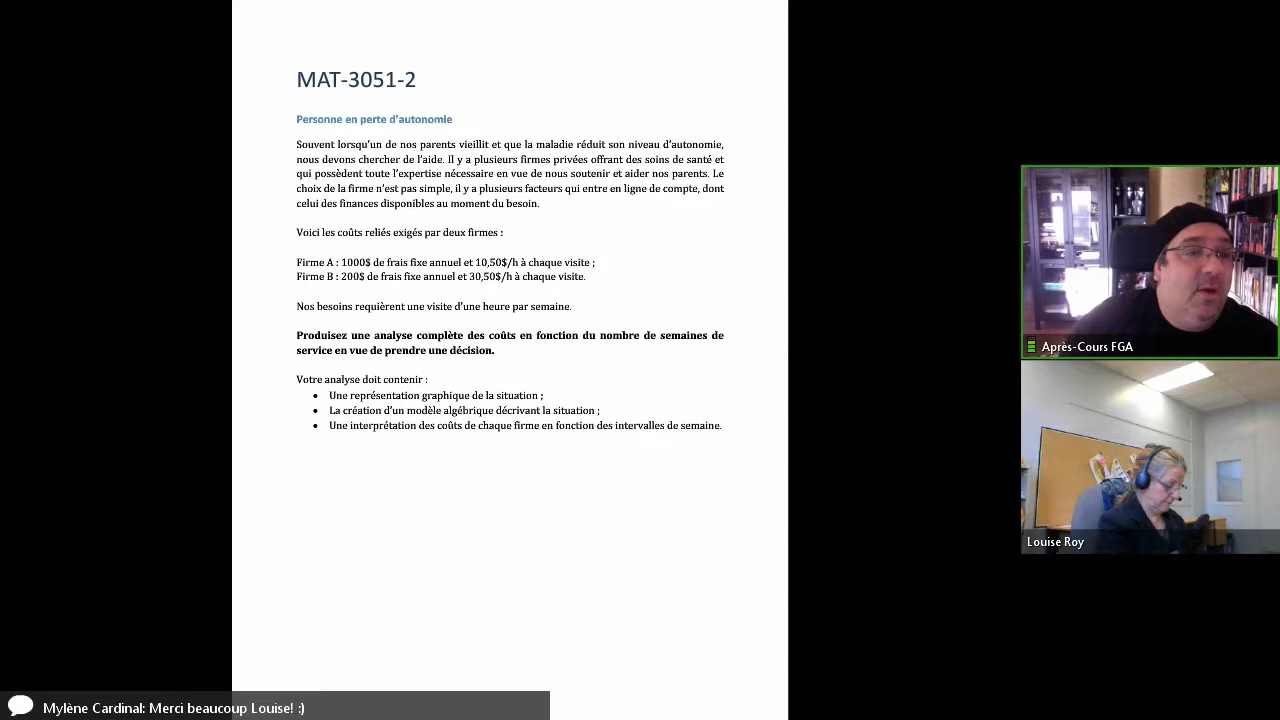 MAT-3051-2
Personne en perte d'autonomie
Souvent lorsqu'un de nos parents vieillit et que la maladie réduit son niveau d'autonomie,
nous devons chercher de l'aide. Il y a plusieurs firmes privées offrant des soins de santé et
qui possèdent toute l'expertise nécessaire en vue de nous soutenir et aider nos parents. Le
choix de la firme n'est pas simple, il y a plusieurs facteurs qui entre en ligne de compte, dont
celui des finances disponibles au moment du besoin.
Voici les coûts reliés exigés par deux firmes :
Firme A : 1000$ de frais fixe annuel et 10,50$/h à chaque visite ;
Firme B : 200$ de frais fixe annuel et 30,50$/h à chaque visite.
Nos besoins requièrent une visite d'une heure par semaine.
Produisez une analyse complète des coûts en fonction du nombre de semaines de
service en vue de prendre une décision.
Votre analyse doit contenir :
• Une représentation graphique de la situation ;
• La création d'un modèle algébrique décrivant la situation ;
• Une interprétation des coûts de chaque firme en fonction des intervalles de semaine.
Après-Cours FGA
Louise Roy
Mylène Cardinal: Merci beaucoup Louise! :)